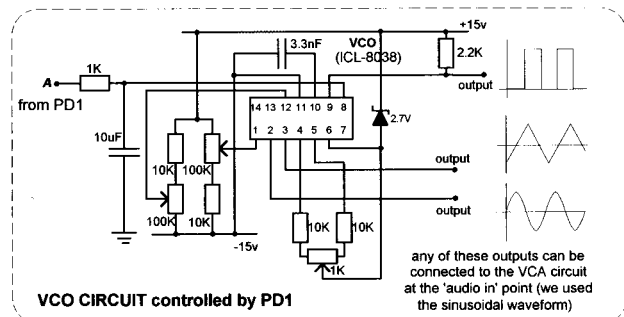 +15v
3.3nF
VCO
(ICL-8038)
2.2K
A
1K
from PD1
output
14 13 12 11 10 9 8
1 2 3 4 5 6 7
2.7V
10uF
10K
100K
output
100K
10K
output
10K
10K
1K
-15v
any of these outputs can be
connected to the VCA circuit
at the 'audio in' point (we used
the sinusoidal waveform)
VCO CIRCUIT controlled by PD1